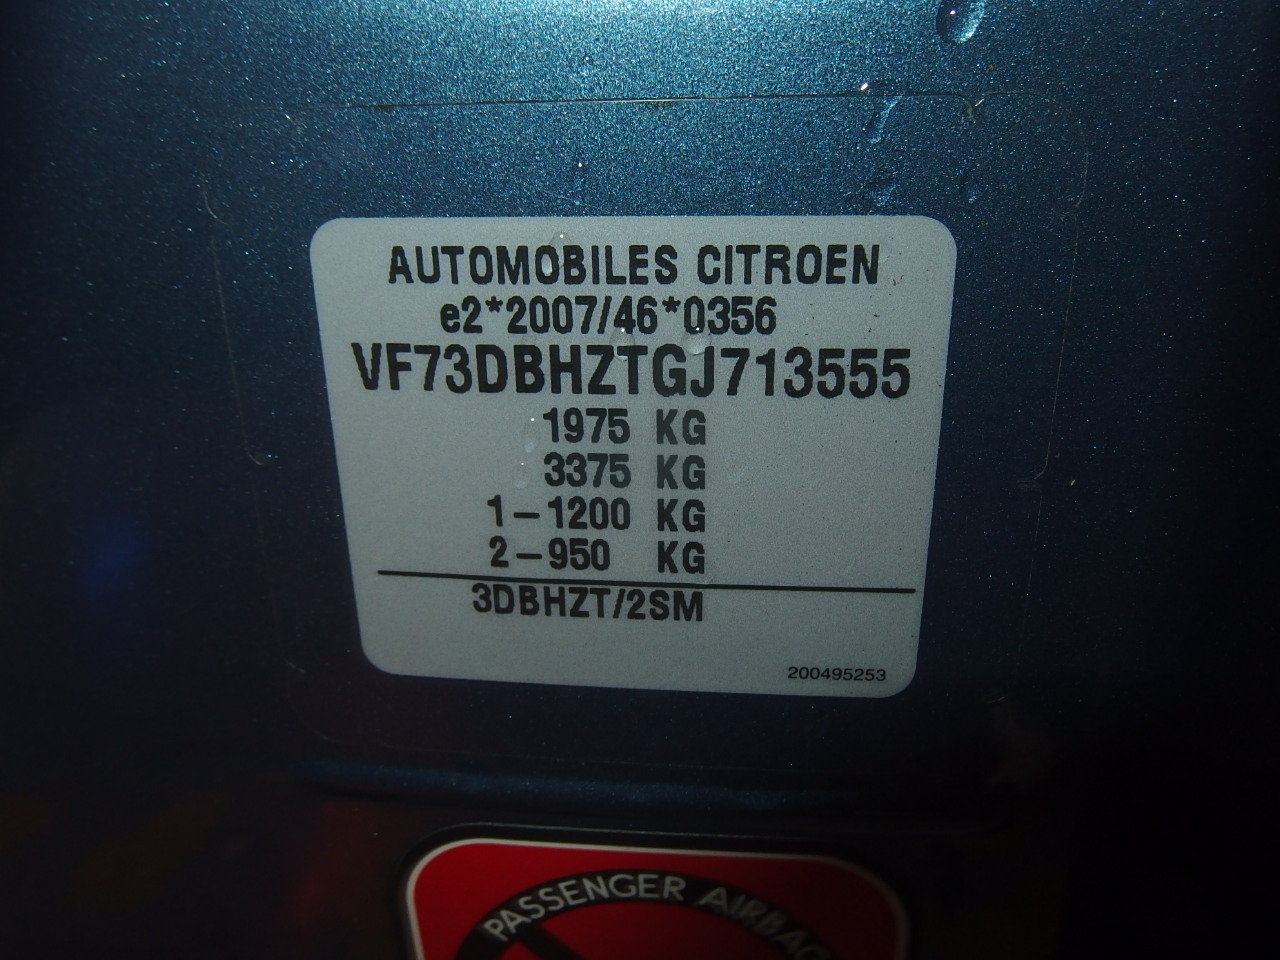 AUTOMOBILES CITROEN
e2*2007/46*0356
VF73DBHZTGJ713555
1975 KG
3375 KG
1-1200 KG
2-950 KG
3DBHZT/2SM
200495253
PASSENGER AIRBAG